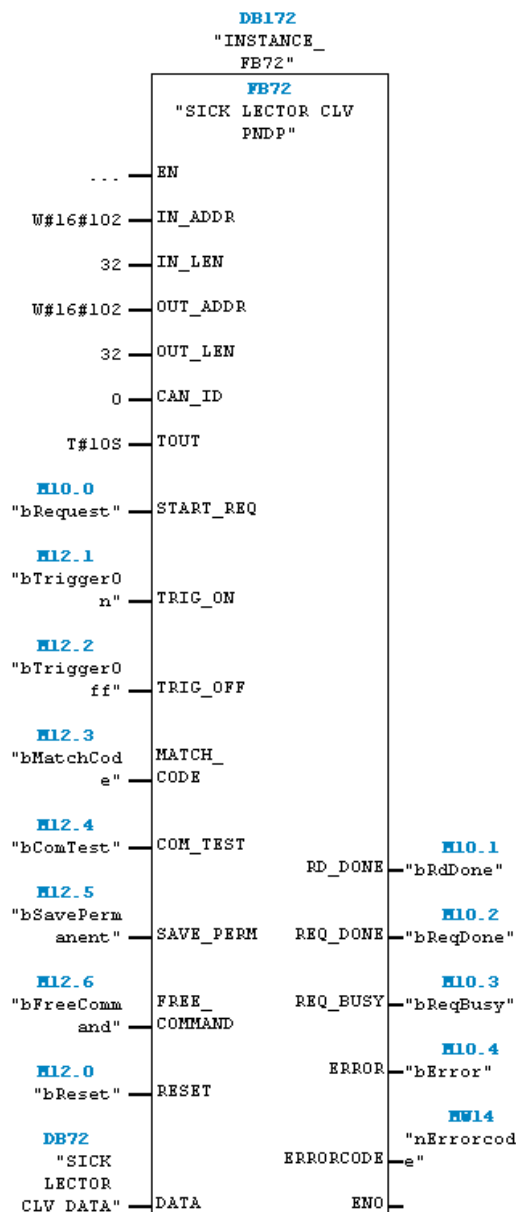 DB172
"INSTANCE_
FB72"
FB72
"SICK LECTOR CLV
PNDP"
... EN
W#16#102 IN_ADDR
32 IN_LEN
W#16#102 OUT_ADDR
32 OUT_LEN
0 CAN_ID
T#10S TOUT
M10.0
"bRequest" START_REQ
M12.1
"bTriggerO
n" TRIG_ON
M12.2
"bTriggerO
ff" TRIG_OFF
M12.3
"bMatchCod MATCH_
e" CODE
M12.4
"bComTest" COM_TEST
M10.1
RD_DONE "bRdDone"
M12.5
"bSavePerm
M10.2
anent" SAVE_PERM REQ_DONE "bReqDone"
M12.6
M10.3
"bFreeComm FREE_ REQ_BUSY "bReqBusy"
and" COMMAND
M10.4
M12.0
ERROR "bError"
"bReset" RESET
MW14
DB72
"nErrorcod
"SICK ERRORCODE e"
LECTOR
CLV DATA" DATA ENO